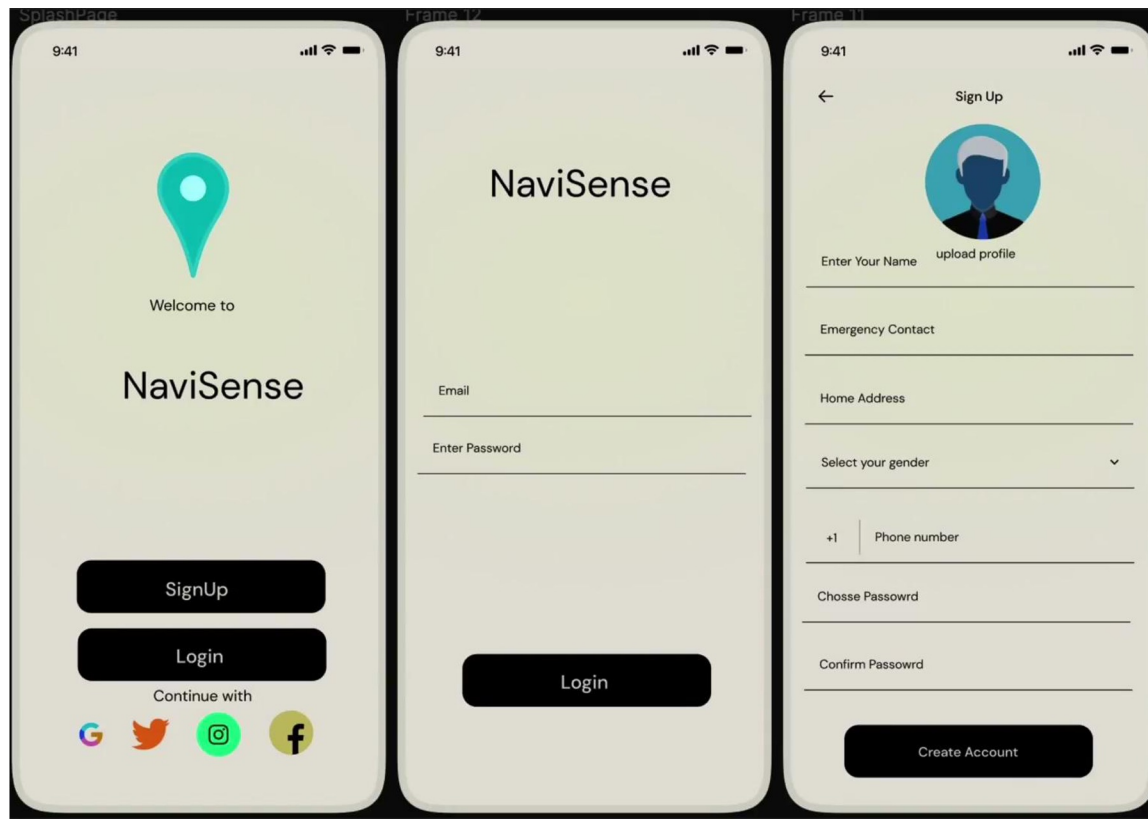 SplashPage
9:41
Welcome to
NaviSense
SignUp
Login
Continue with
Frame 12
9:41
NaviSense
Email
Enter Password
Login
Frame 11
9:41
Sign Up
upload profile
Enter Your Name
Emergency Contact
Home Address
Select your gender
+1 Phone number
Chosse Passowrd
Confirm Passowrd
Create Account